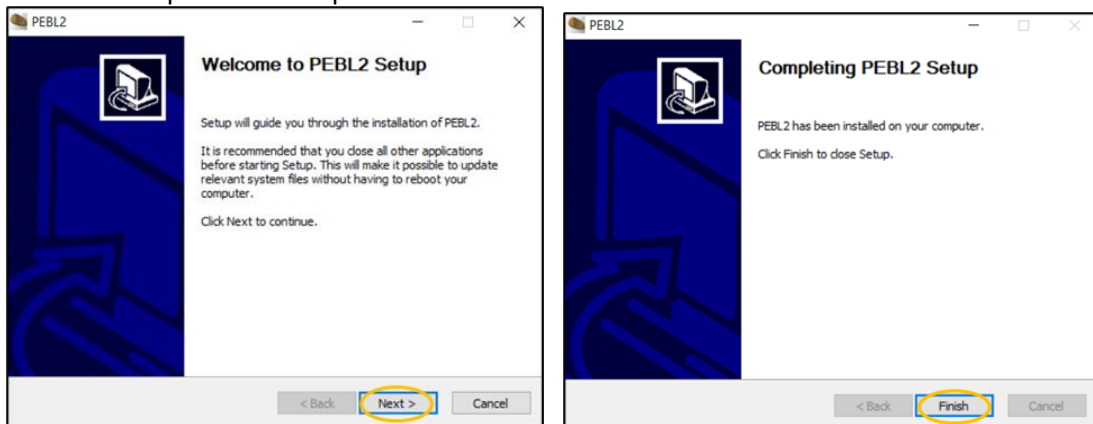 PEBL2
Welcome to PEBL2 Setup
Setup will guide you through the installation of PEBL2.
It is recommended that you close all other applications
before starting Setup. This will make it possible to update
relevant system files without having to reboot your
computer.
Click Next to continue.
< Back
Next >
Cancel
PEBL2
Completing PEBL2 Setup
PEBL2 has been installed on your computer.
Click Finish to close Setup.
< Back
Finish
Cancel